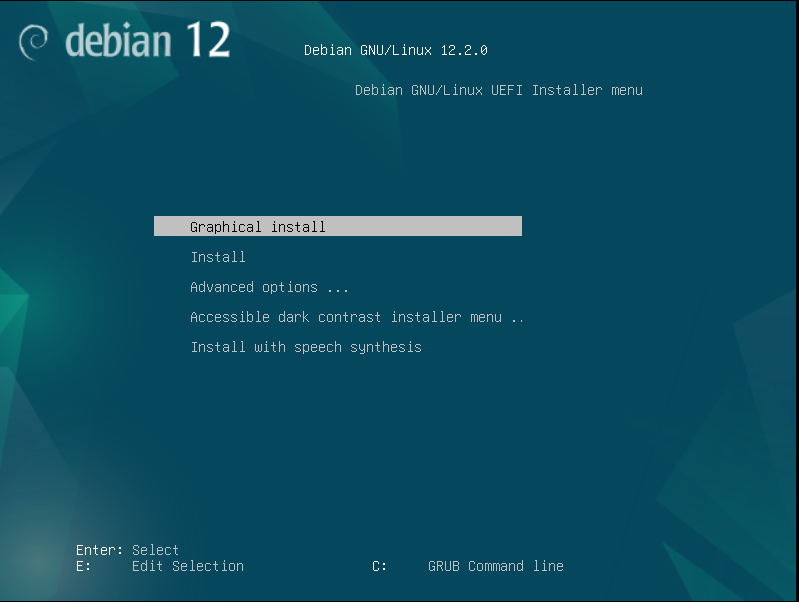 debian 12
Debian GNU/Linux 12.2.0
Debian GNU/Linux UEFI Installer menu
Graphical install
Install
Advanced options ...
Accessible dark contrast installer menu ..
Install with speech synthesis
Enter: Select
E: Edit Selection C: GRUB Command line